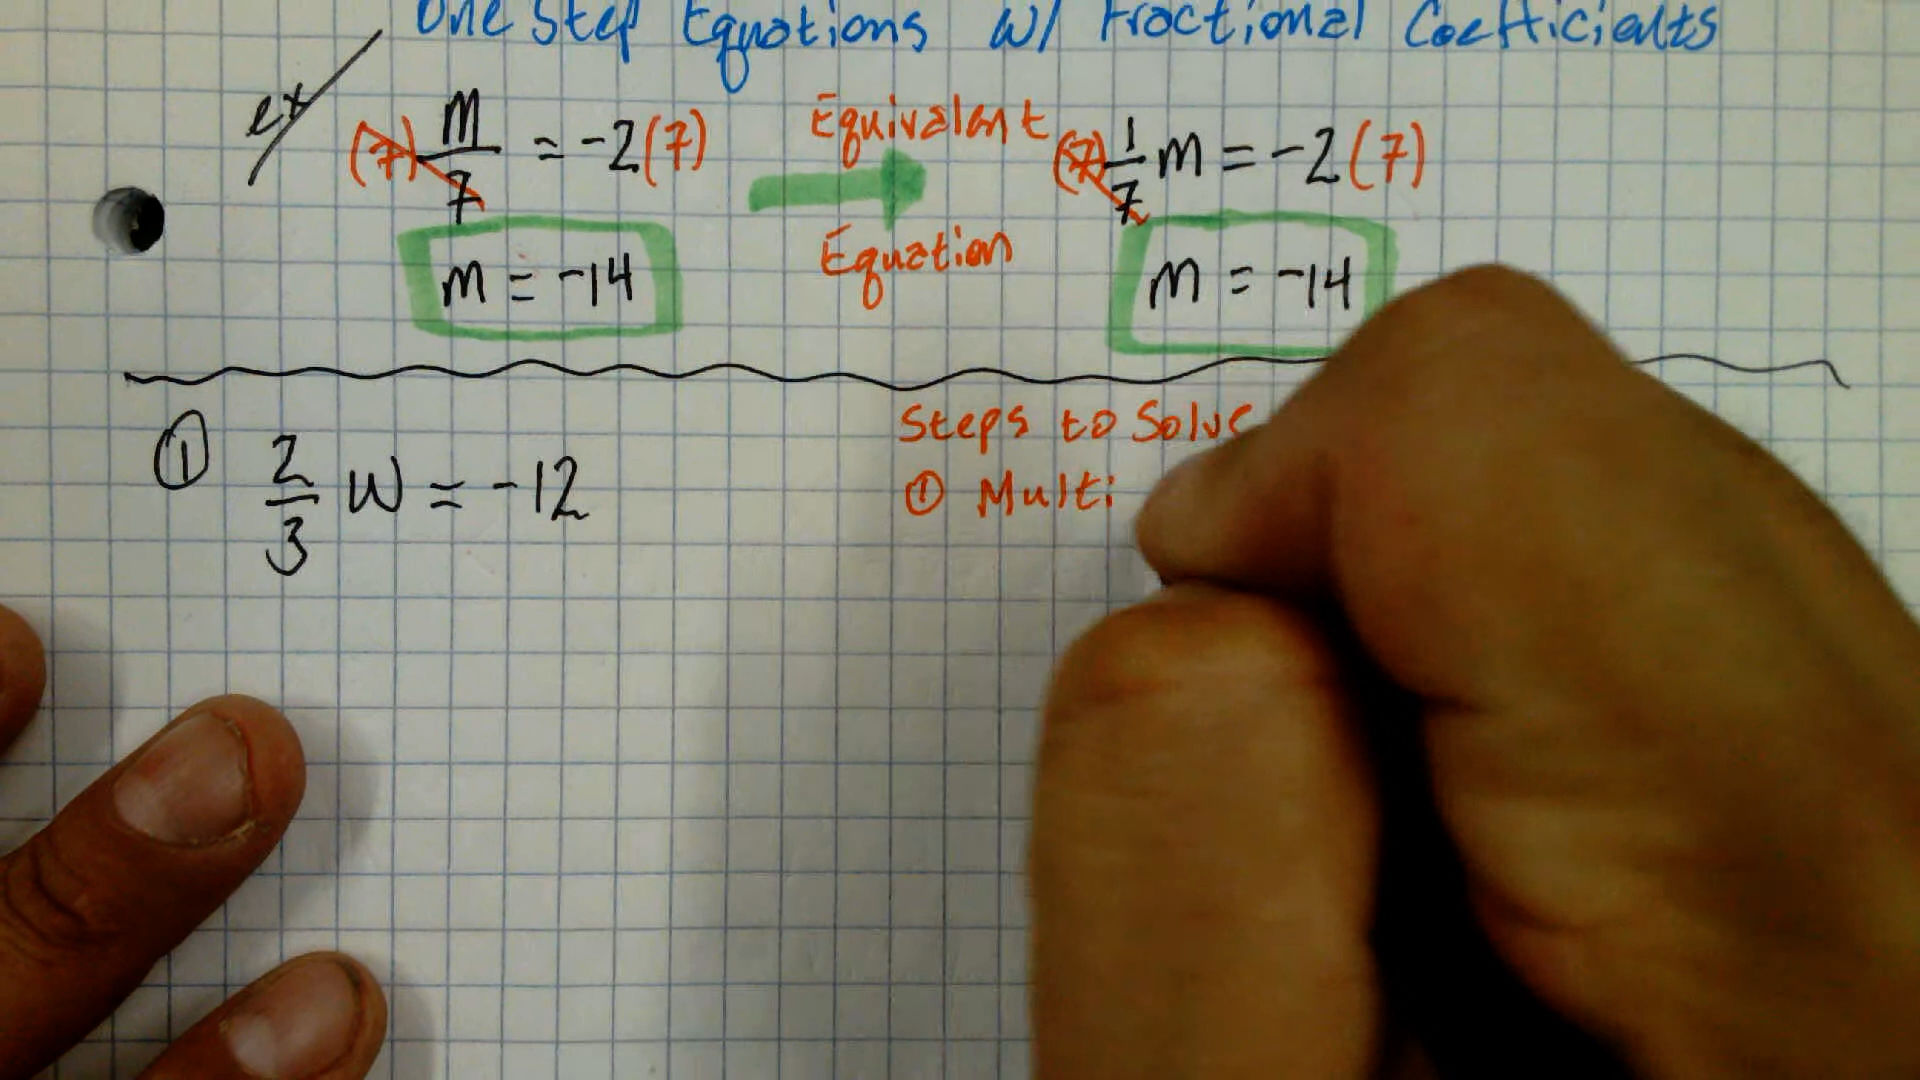 One Step Equations w/ Fractional Coefficients
ex
(7) m/7 = -2(7)
Equivalent
Equation
(7) 1/7 m = -2(7)
m = -14
m = -14
① 2/3 W = -12
Steps to Solve
① Multi